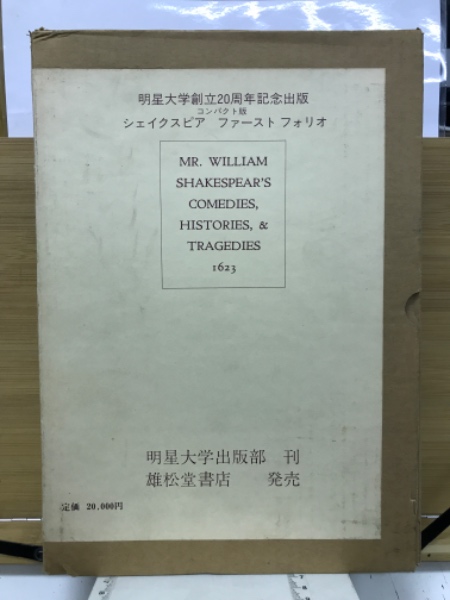 明星大学創立20周年記念出版
コンパクト版
シェイクスピア ファースト フォリオ
MR. WILLIAM
SHAKESPEAR'S
COMEDIES,
HISTORIES, &
TRAGEDIES
1623
明星大学出版部 刊
雄松堂書店 発売
定価 20,000円